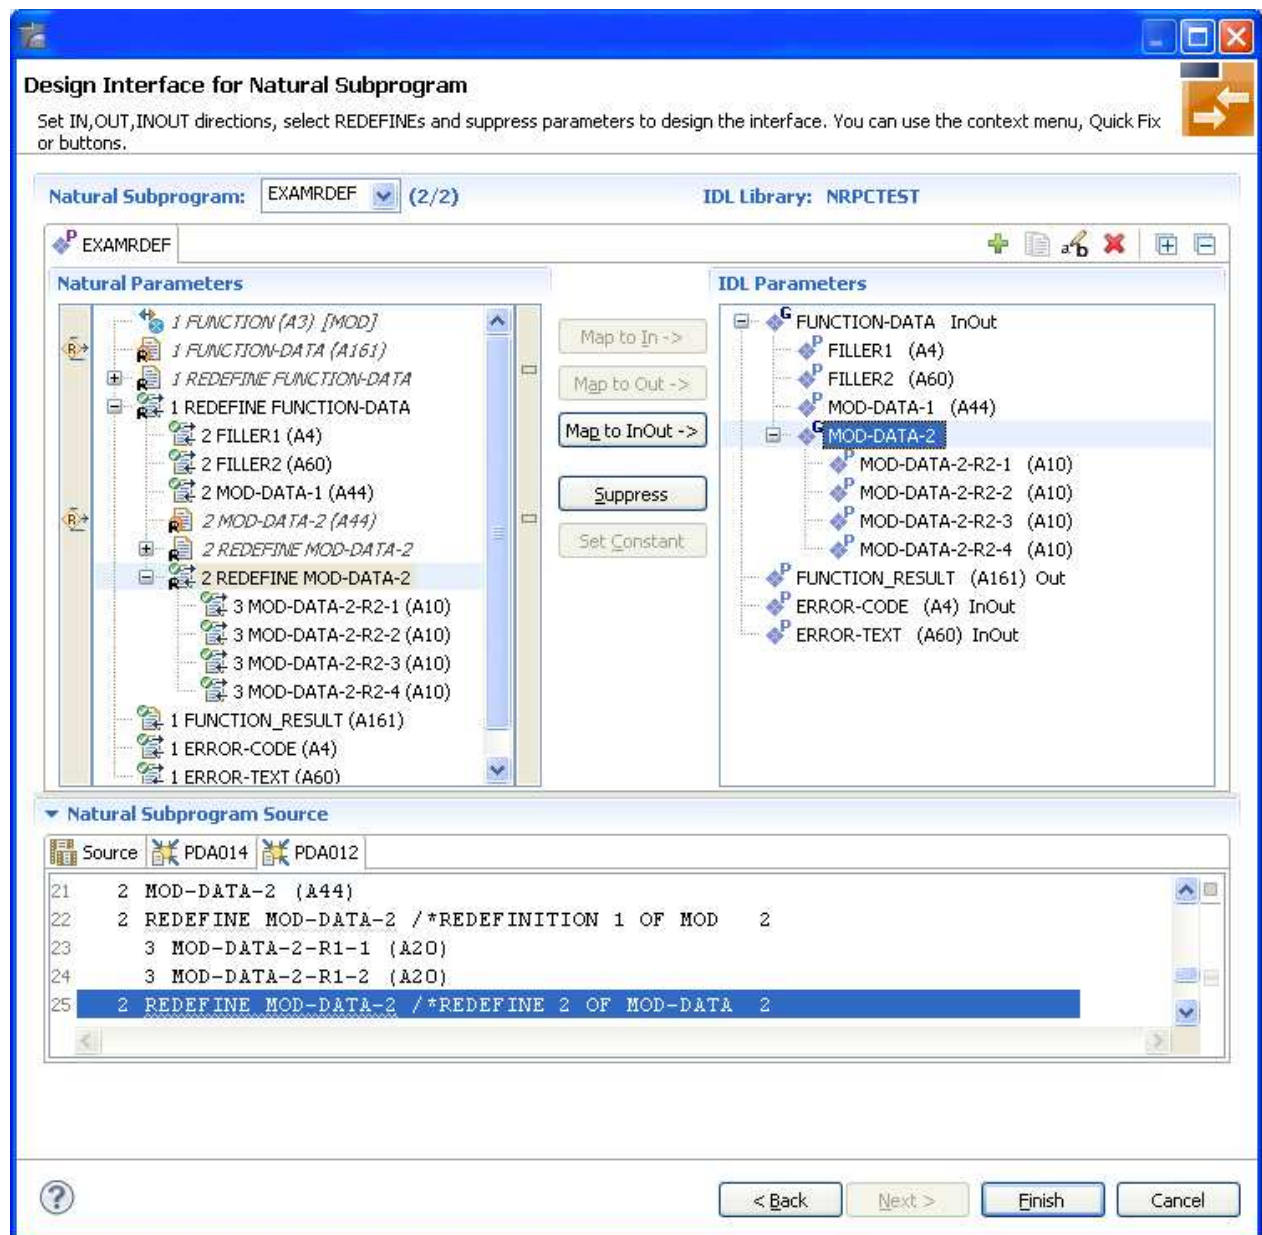 Design Interface for Natural Subprogram
Set IN,OUT,INOUT directions, select REDEFINEs and suppress parameters to design the interface. You can use the context menu, Quick Fix
or buttons.
Natural Subprogram: EXAMRDEF (2/2) IDL Library: NRPCTEST
EXAMRDEF
Natural Parameters
1 FUNCTION (A3) [MOD]
1 FUNCTION-DATA (A161)
1 REDEFINE FUNCTION-DATA
1 REDEFINE FUNCTION-DATA
2 FILLER1 (A4)
2 FILLER2 (A60)
2 MOD-DATA-1 (A44)
2 MOD-DATA-2 (A44)
2 REDEFINE MOD-DATA-2
2 REDEFINE MOD-DATA-2
3 MOD-DATA-2-R2-1 (A10)
3 MOD-DATA-2-R2-2 (A10)
3 MOD-DATA-2-R2-3 (A10)
3 MOD-DATA-2-R2-4 (A10)
1 FUNCTION_RESULT (A161)
1 ERROR-CODE (A4)
1 ERROR-TEXT (A60)
Map to In ->
Map to Out ->
Map to InOut ->
Suppress
Set Constant
IDL Parameters
FUNCTION-DATA InOut
FILLER1 (A4)
FILLER2 (A60)
MOD-DATA-1 (A44)
MOD-DATA-2
MOD-DATA-2-R2-1 (A10)
MOD-DATA-2-R2-2 (A10)
MOD-DATA-2-R2-3 (A10)
MOD-DATA-2-R2-4 (A10)
FUNCTION_RESULT (A161) Out
ERROR-CODE (A4) InOut
ERROR-TEXT (A60) InOut
Natural Subprogram Source
Source PDA014 PDA012
21 2 MOD-DATA-2 (A44)
22 2 REDEFINE MOD-DATA-2 /*REDEFINITION 1 OF MOD 2
23 3 MOD-DATA-2-R1-1 (A20)
24 3 MOD-DATA-2-R1-2 (A20)
25 2 REDEFINE MOD-DATA-2 /*REDEFINE 2 OF MOD-DATA 2
< Back Next > Finish Cancel